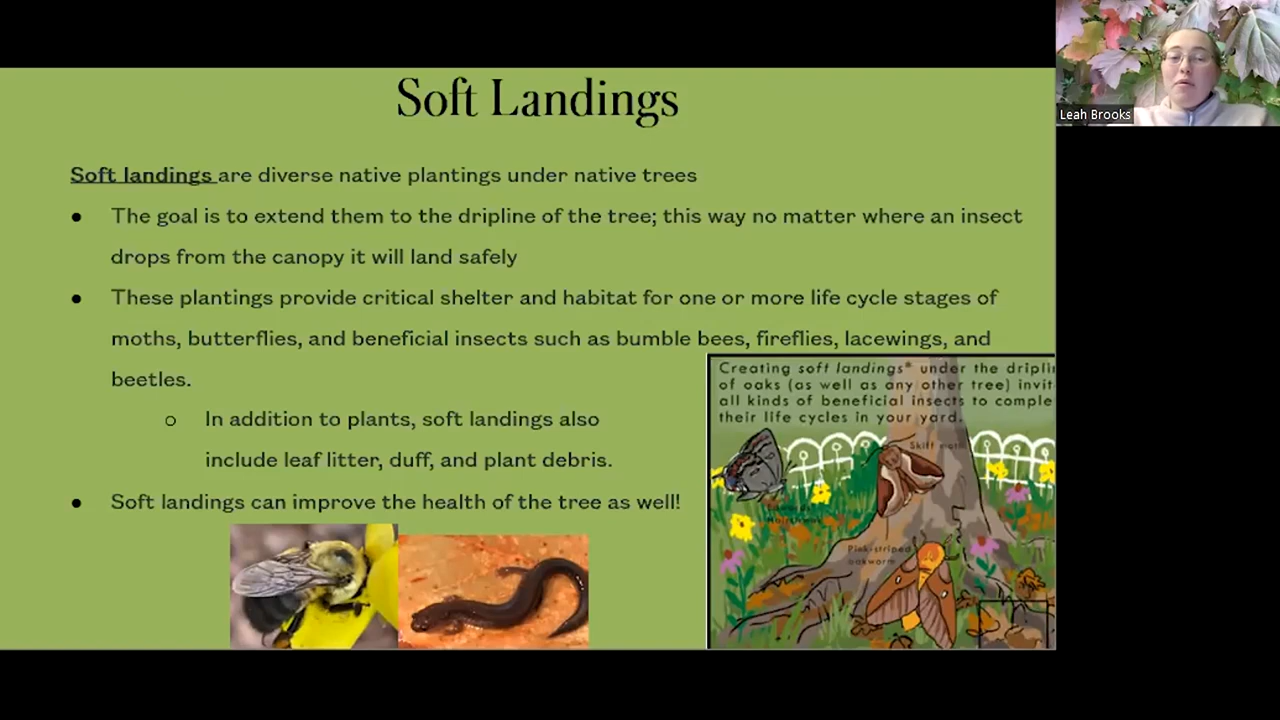 Soft Landings
Leah Brooks
Soft landings are diverse native plantings under native trees
● The goal is to extend them to the dripline of the tree; this way no matter where an insect
drops from the canopy it will land safely
● These plantings provide critical shelter and habitat for one or more life cycle stages of
moths, butterflies, and beneficial insects such as bumble bees, fireflies, lacewings, and
beetles.
○ In addition to plants, soft landings also
include leaf litter, duff, and plant debris.
● Soft landings can improve the health of the tree as well!
Creating soft landings® under the dripli
of oaks (as well as any other tree) invit
all kinds of beneficial insects to comple
their life cycles in your yard.
Skiff moth
Hairstreak
Pink-striped
oakworm